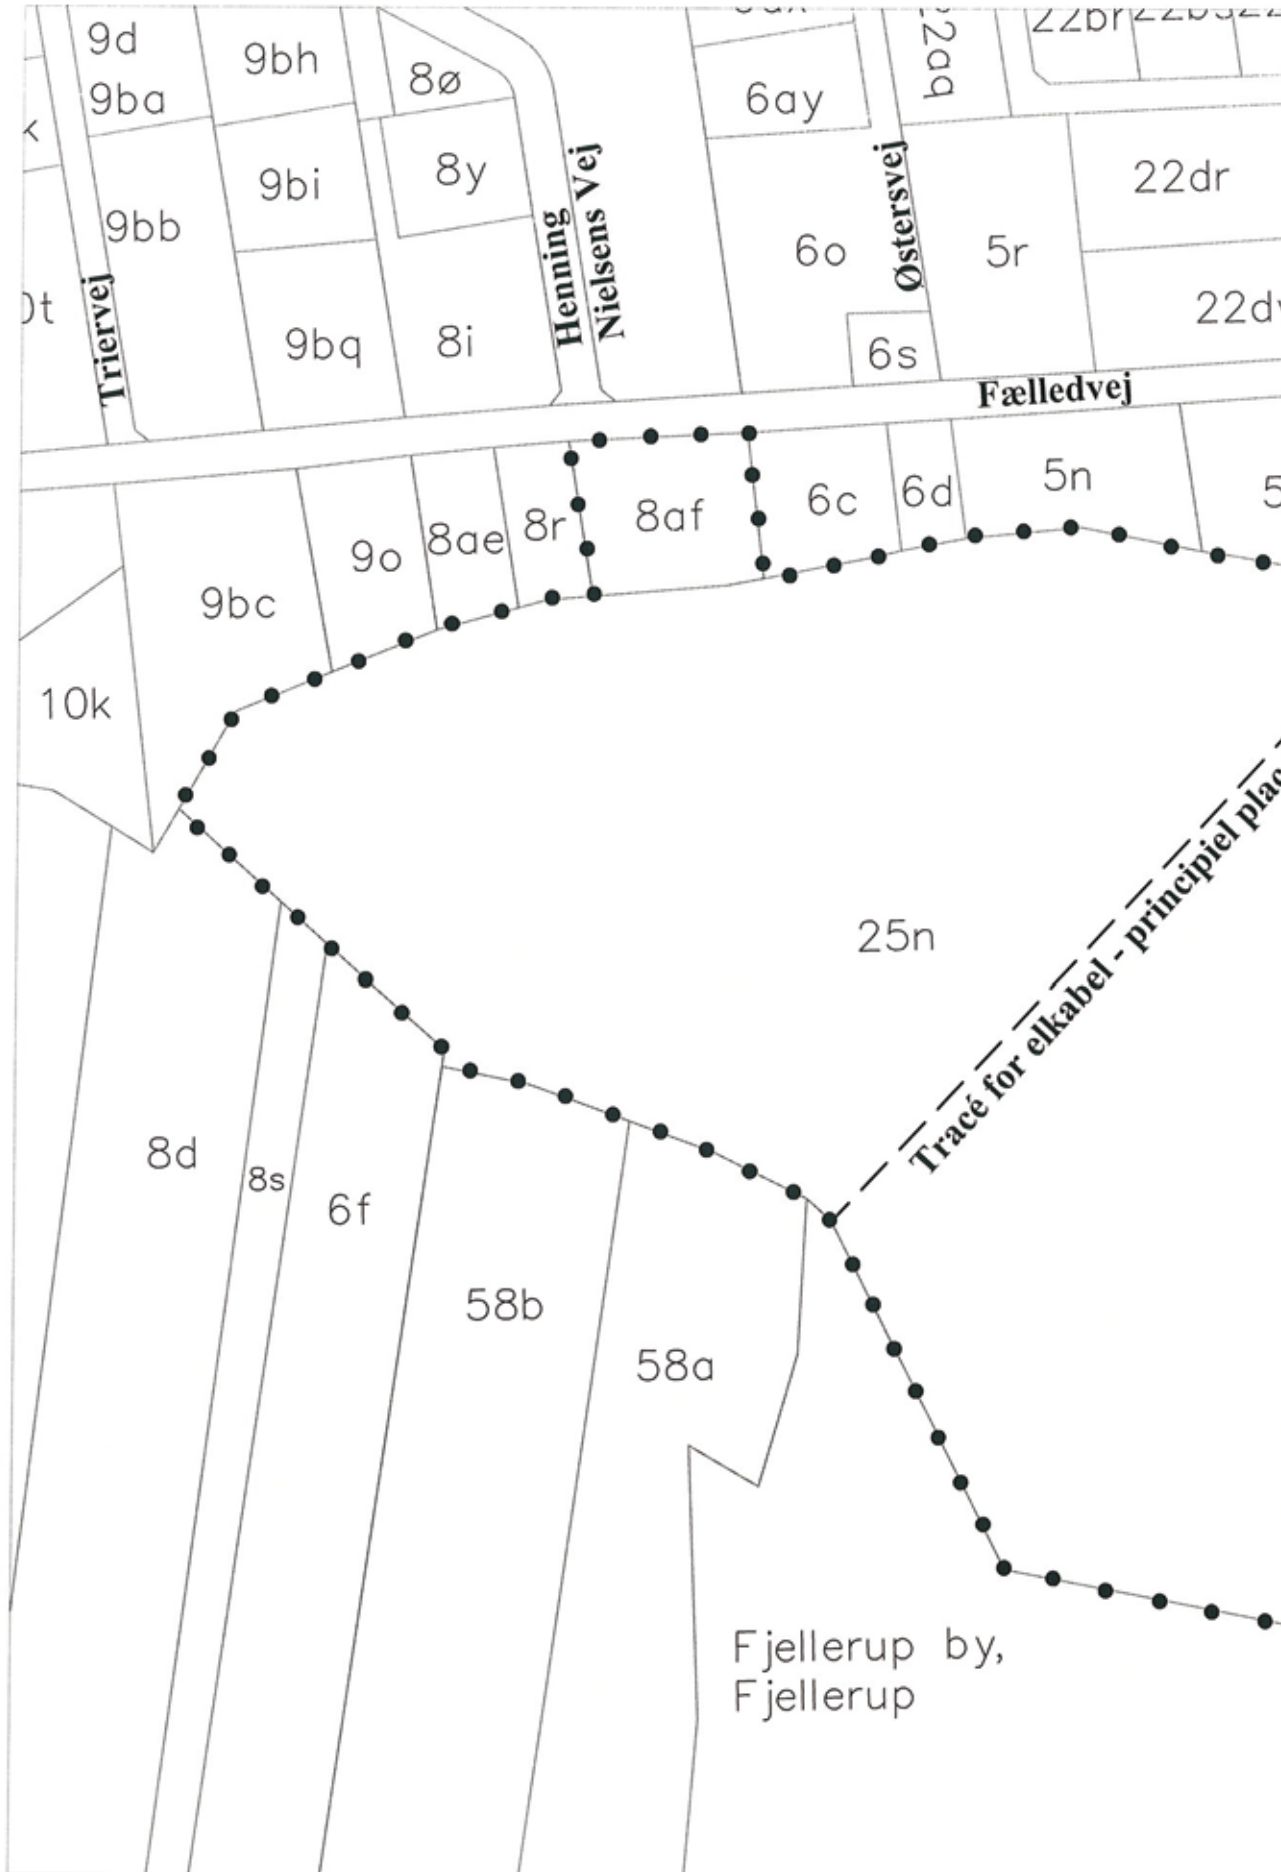 9d
9bh
8ø
9ba
6ay
22br
9bi
8y
9bb
6o
5r
22dr
Triervej
Henning
Nielsens Vej
Østersvej
9bq
8i
6s
Fælledvej
9bc
9o
8ae
8r
8af
6c
6d
5n
10k
25n
Tracé for elkabel - principiel plac
8d
8s
6f
58b
58a
Fjellerup by,
Fjellerup